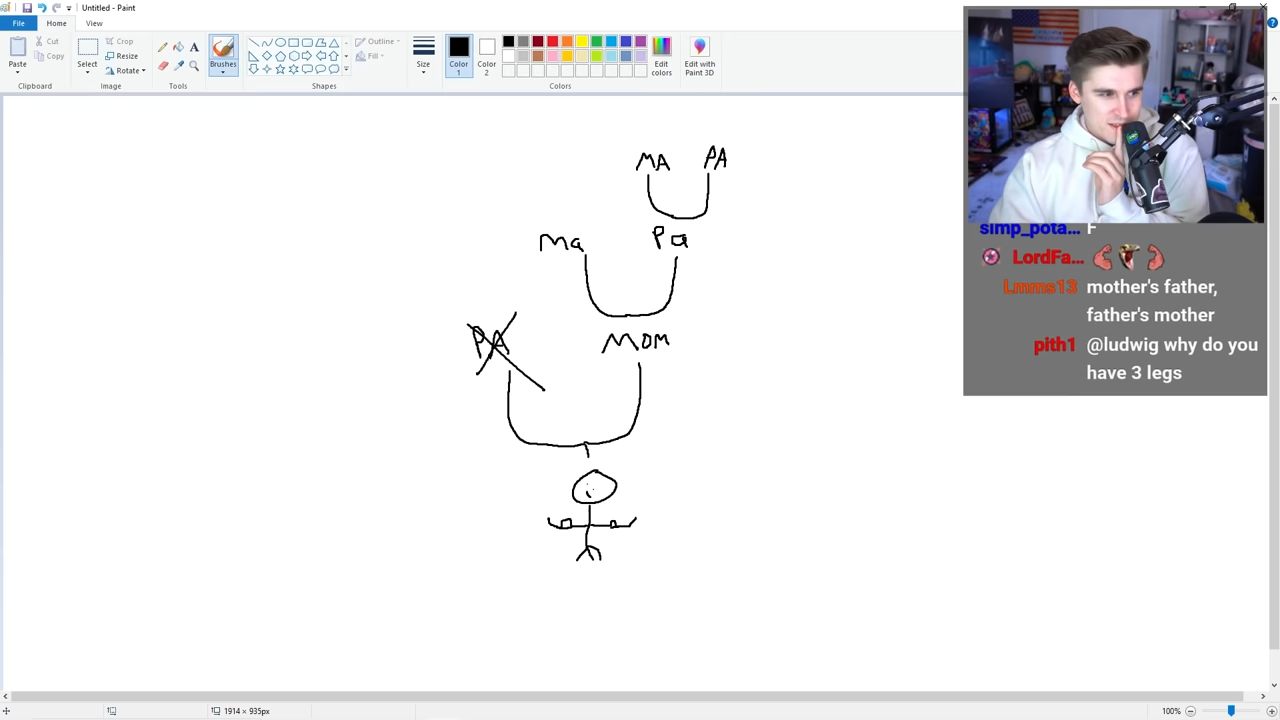 Untitled - Paint
File
Home
View
Paste
Cut
Copy
Clipboard
Select
Crop
Resize
Rotate
Image
A
Tools
Brushes
Outline
Fill
Shapes
Size
Color 1
Color 2
Edit colors
Colors
Edit with Paint 3D
MA PA
Ma Pa
PA MOM
simp_pota... F
LordFa...
Lmms13 mother's father,
father's mother
pith1 @ludwig why do you
have 3 legs
1914 × 935px
100%